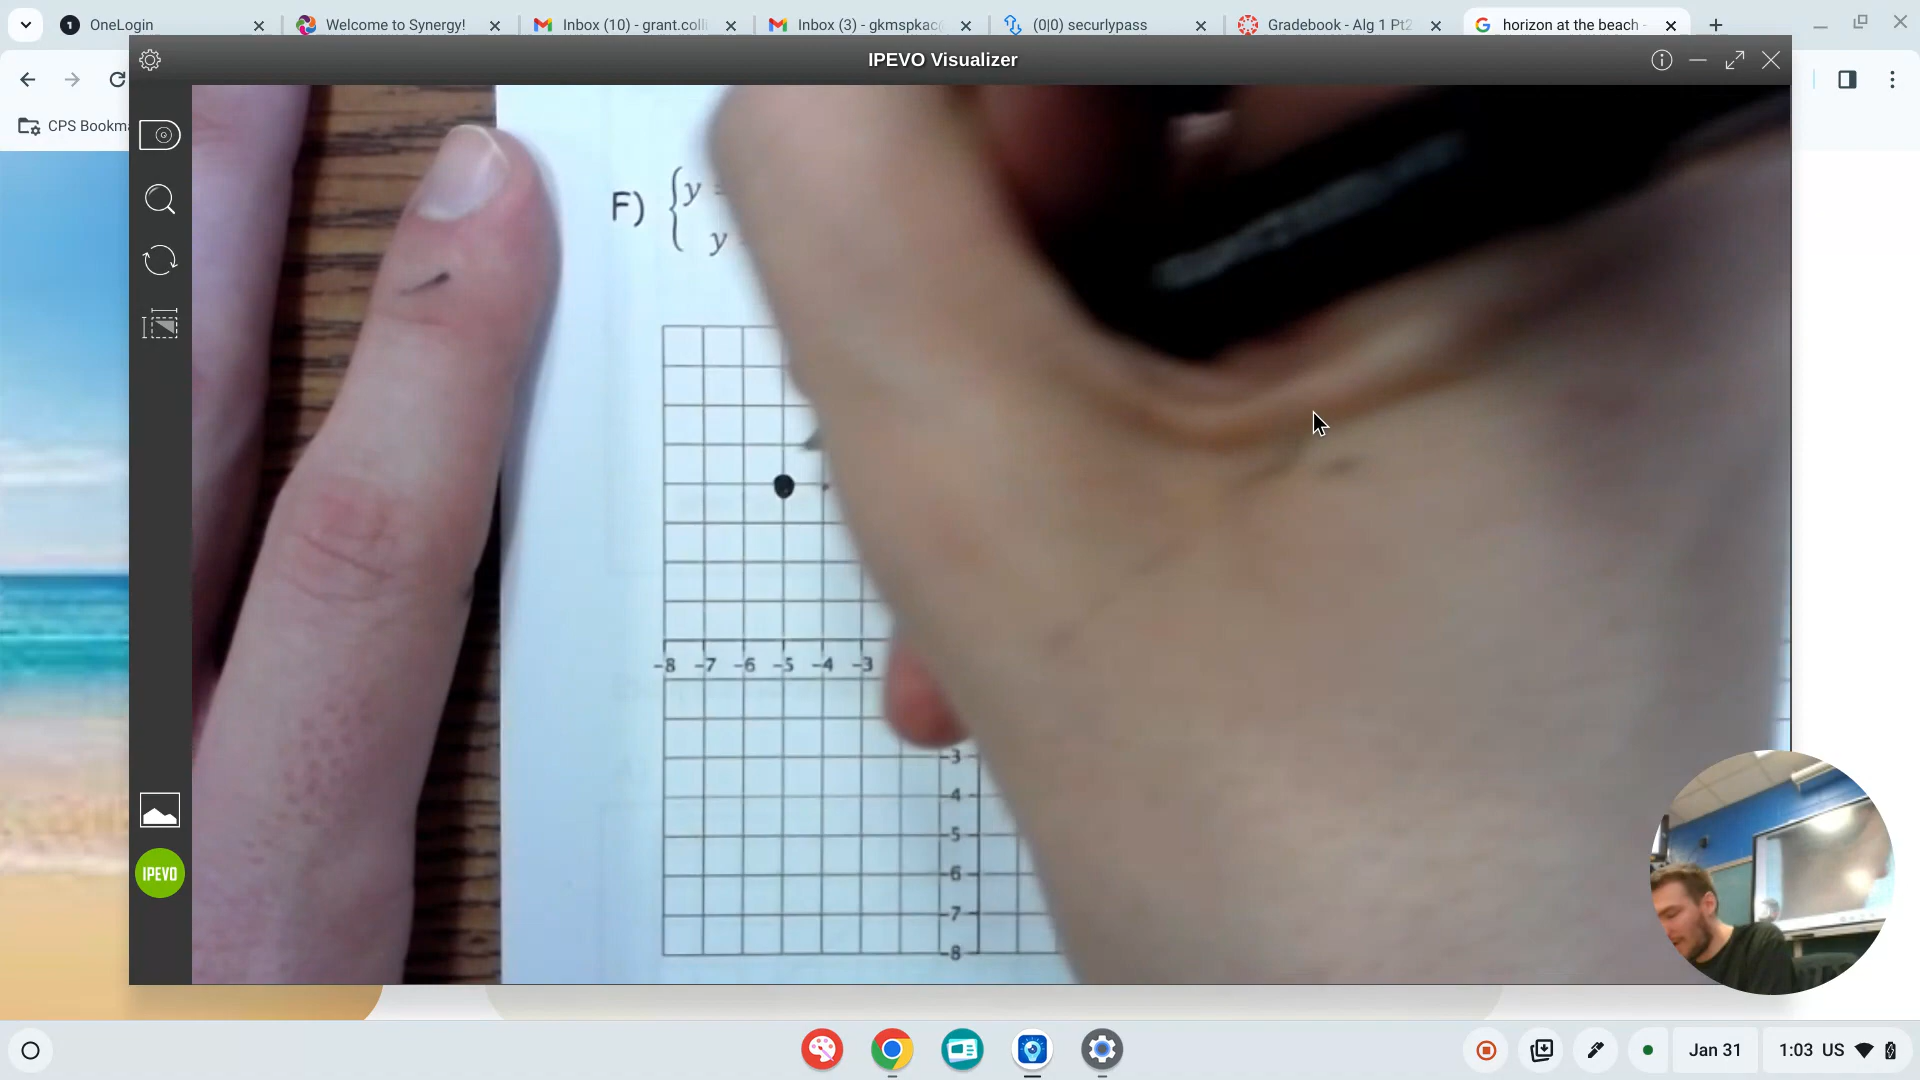 OneLogin
Welcome to Synergy!
Inbox (10) - grant.coll
Inbox (3) - gkmspkac
(0|0) securlypass
Gradebook - Alg 1 Pt2
horizon at the beach -
IPEVO Visualizer
CPS Bookma
F) { y =
y
-8 -7 -6 -5 -4 -3
-3
-4
-5
-6
-7
-8
IPEVO
Jan 31
1:03 US